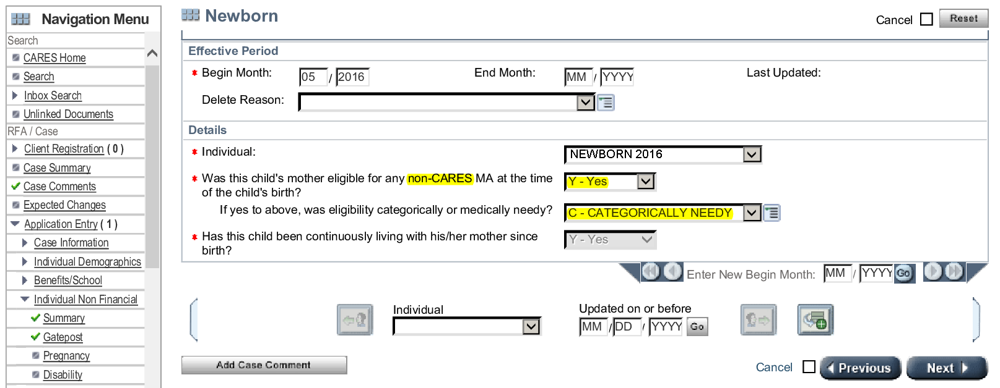 Navigation Menu
Search
CARES Home
Search
Inbox Search
Unlinked Documents
RFA / Case
Client Registration ( 0 )
Case Summary
Case Comments
Expected Changes
Application Entry ( 1 )
Case Information
Individual Demographics
Benefits/School
Individual Non Financial
Summary
Gatepost
Pregnancy
Disability
Newborn
Cancel
Reset
Effective Period
* Begin Month: 05 / 2016 End Month: MM / YYYY Last Updated:
Delete Reason:
Details
* Individual: NEWBORN 2016
* Was this child's mother eligible for any non-CARES MA at the time Y - Yes
of the child's birth?
If yes to above, was eligibility categorically or medically needy? C - CATEGORICALLY NEEDY
* Has this child been continuously living with his/her mother since Y - Yes
birth?
Enter New Begin Month: MM / YYYY Go
Individual Updated on or before
MM / DD / YYYY Go
Add Case Comment
Cancel Previous Next